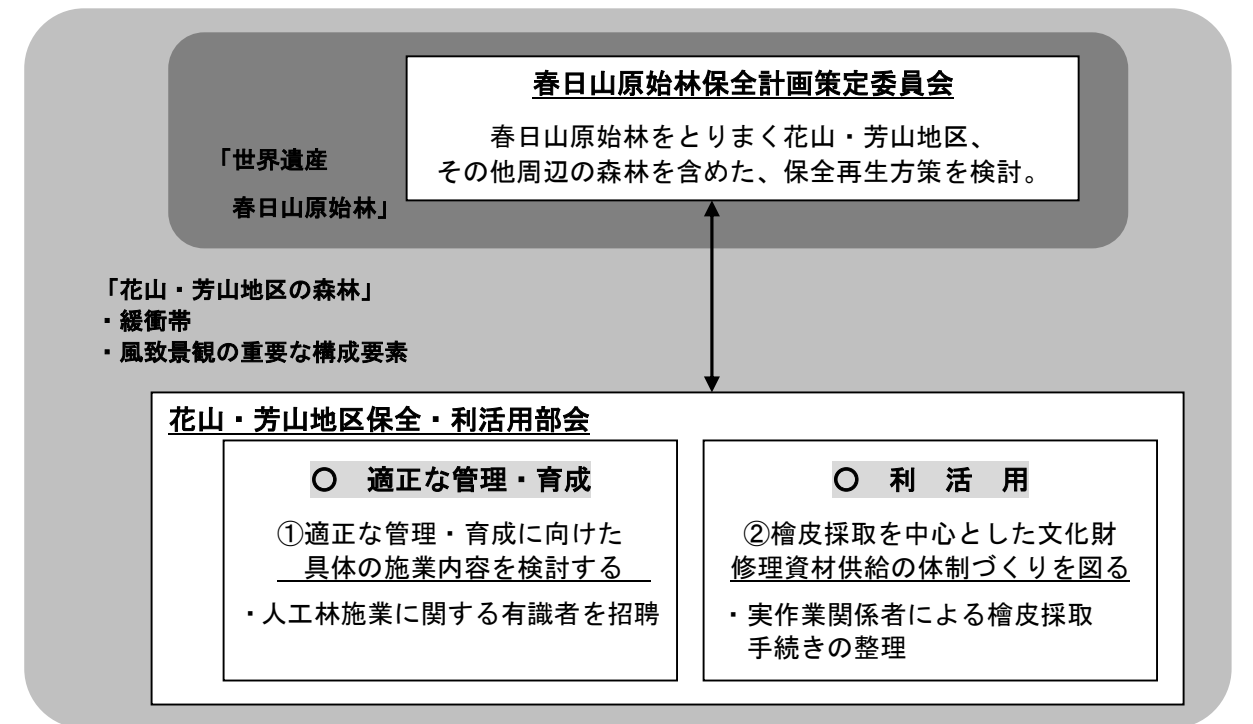 春日山原始林保全計画策定委員会
春日山原始林をとりまく花山・芳山地区、
その他周辺の森林を含めた、保全再生方策を検討。
「世界遺産
春日山原始林」
「花山・芳山地区の森林」
・緩衝帯
・風致景観の重要な構成要素
花山・芳山地区保全・利活用部会
〇　適正な管理・育成
①適正な管理・育成に向けた
具体の施業内容を検討する
・人工林施業に関する有識者を招聘
〇　利　活　用
②檜皮採取を中心とした文化財
修理資材供給の体制づくりを図る
・実作業関係者による檜皮採取
手続きの整理